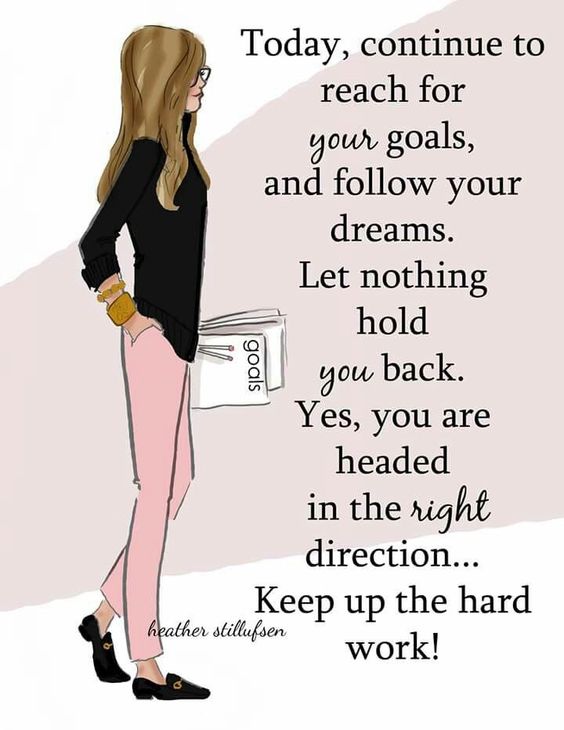 Today, continue to
reach for
your goals,
and follow your
dreams.
Let nothing
hold
you back.
Yes, you are
headed
in the right
direction...
Keep up the hard
work!
goals
heather stillufsen